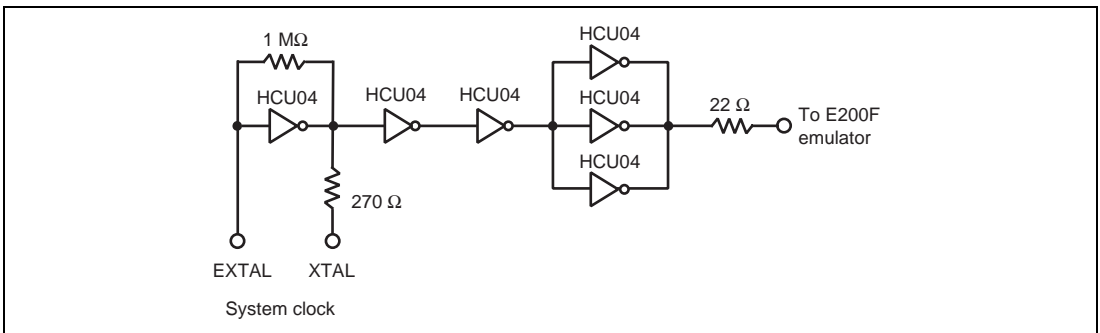 HCU04
1 MΩ
HCU04
HCU04
HCU04
HCU04
22 Ω
To E200F
emulator
HCU04
270 Ω
EXTAL
XTAL
System clock